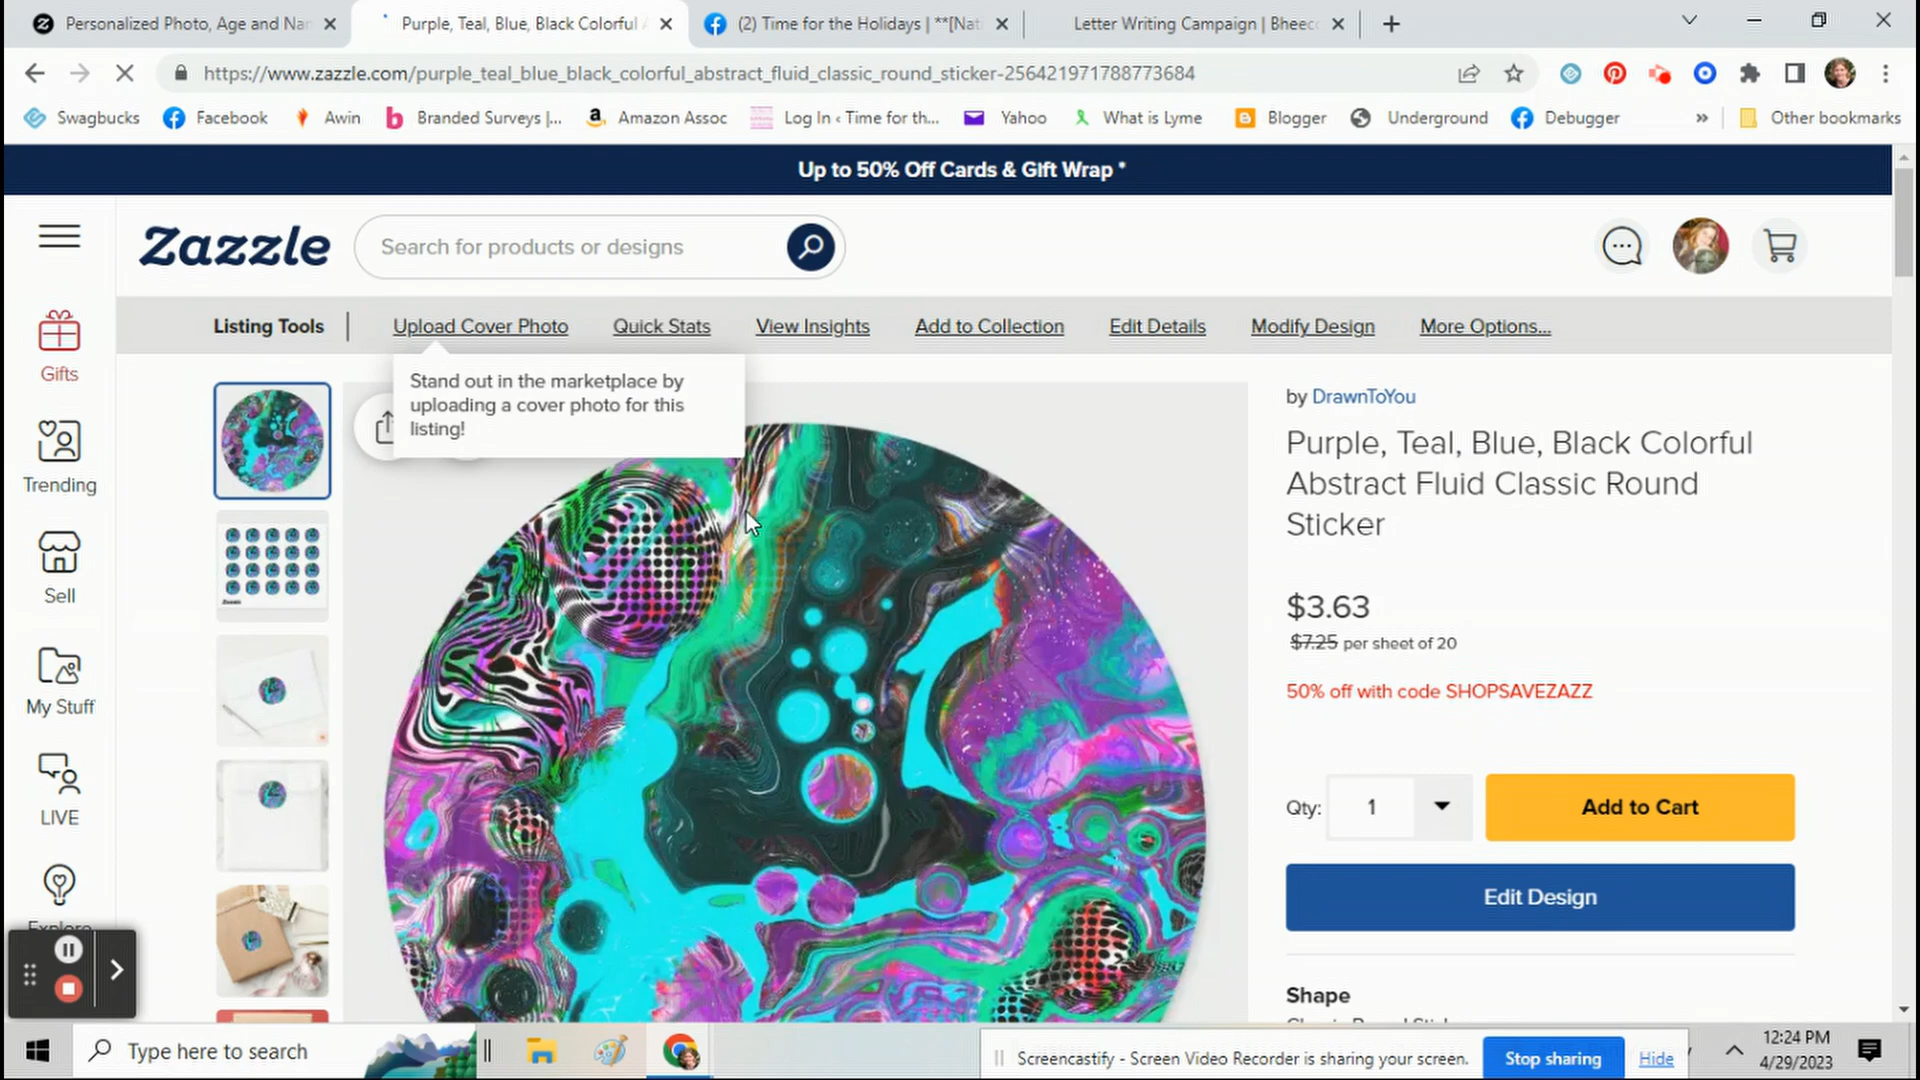 Personalized Photo, Age and Nar
Purple, Teal, Blue, Black Colorful A
(2) Time for the Holidays | **[Nat
Letter Writing Campaign | Bheec
https://www.zazzle.com/purple_teal_blue_black_colorful_abstract_fluid_classic_round_sticker-256421971788773684
Swagbucks
Facebook
Awin
Branded Surveys |...
Amazon Assoc
Log In ‹ Time for th...
Yahoo
What is Lyme
Blogger
Underground
Debugger
»
Other bookmarks
Up to 50% Off Cards & Gift Wrap *
Zazzle
Search for products or designs
Listing Tools
Upload Cover Photo
Quick Stats
View Insights
Add to Collection
Edit Details
Modify Design
More Options...
Stand out in the marketplace by
uploading a cover photo for this
listing!
Gifts
Trending
Sell
My Stuff
LIVE
Explore
by DrawnToYou
Purple, Teal, Blue, Black Colorful
Abstract Fluid Classic Round
Sticker
$3.63
$7.25 per sheet of 20
50% off with code SHOPSAVEZAZZ
Qty: 1
Add to Cart
Edit Design
Shape
Type here to search
Screencastify - Screen Video Recorder is sharing your screen.
Stop sharing
Hide
12:24 PM
4/29/2023